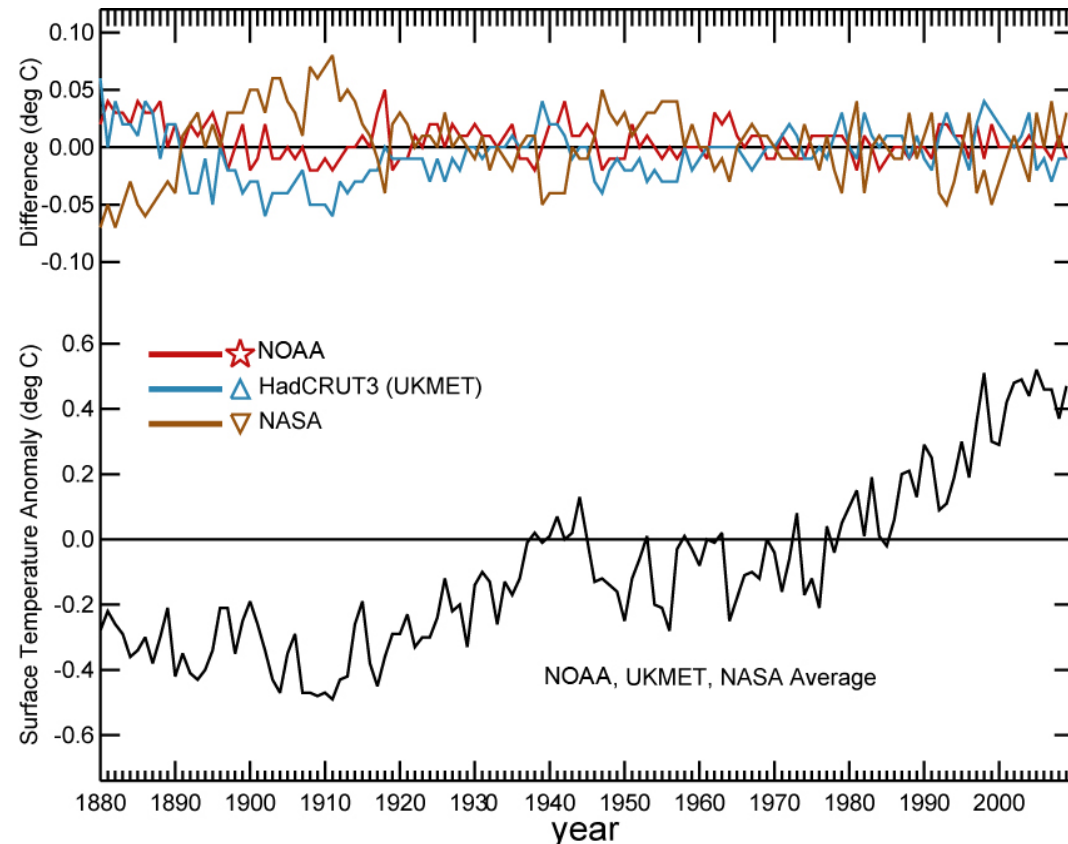 0.10
0.05
0.00
-0.05
-0.10
Difference (deg C)
NOAA
HadCRUT3 (UKMET)
NASA
0.6
0.4
0.2
0.0
-0.2
-0.4
-0.6
Surface Temperature Anomaly (deg C)
NOAA, UKMET, NASA Average
1880 1890 1900 1910 1920 1930 1940 1950 1960 1970 1980 1990 2000
year